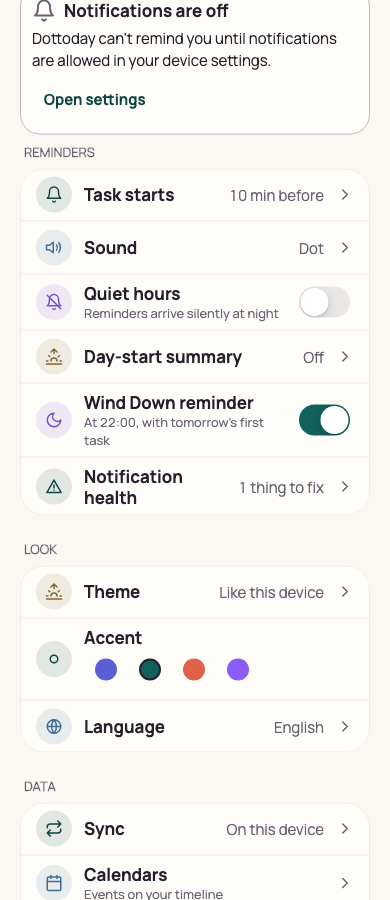 Notifications are off
Dottoday can't remind you until notifications
are allowed in your device settings.
Open settings
REMINDERS
Task starts 10 min before
Sound Dot
Quiet hours
Reminders arrive silently at night
Day-start summary Off
Wind Down reminder
At 22:00, with tomorrow's first
task
Notification
health 1 thing to fix
LOOK
Theme Like this device
Accent
Language English
DATA
Sync On this device
Calendars
Events on your timeline